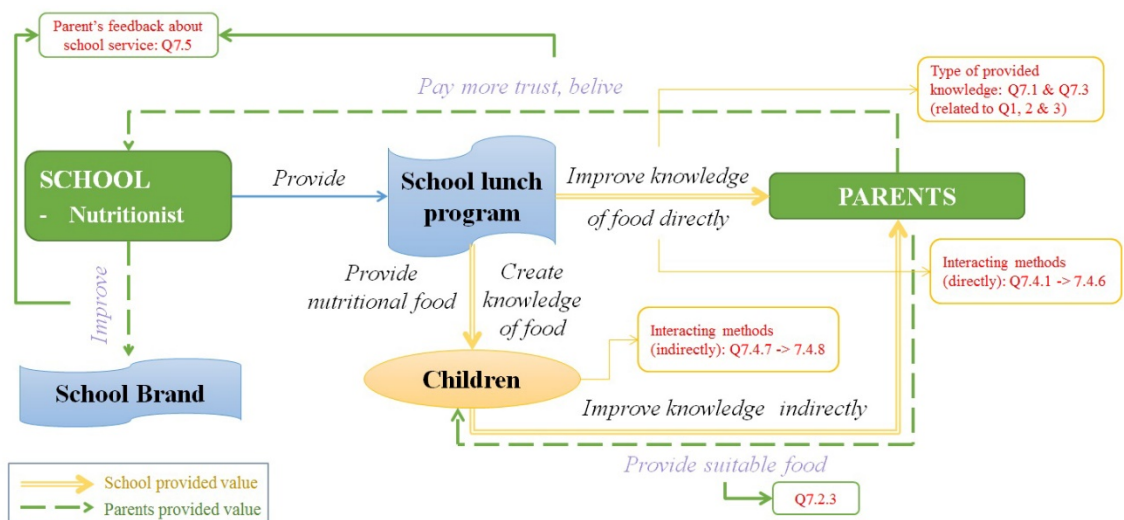 Parent's feedback about
school service: Q7.5
Pay more trust, belive
Type of provided
knowledge: Q7.1 & Q7.3
(related to Q1, 2 & 3)
SCHOOL
- Nutritionist
Provide
School lunch
program
Improve knowledge
of food directly
PARENTS
Improve
Provide
nutritional food
Create
knowledge
of food
Interacting methods
(directly): Q7.4.1 -> 7.4.6
Interacting methods
(indirectly): Q7.4.7 -> 7.4.8
School Brand
Children
Improve knowledge indirectly
Provide suitable food
School provided value
Parents provided value
Q7.2.3